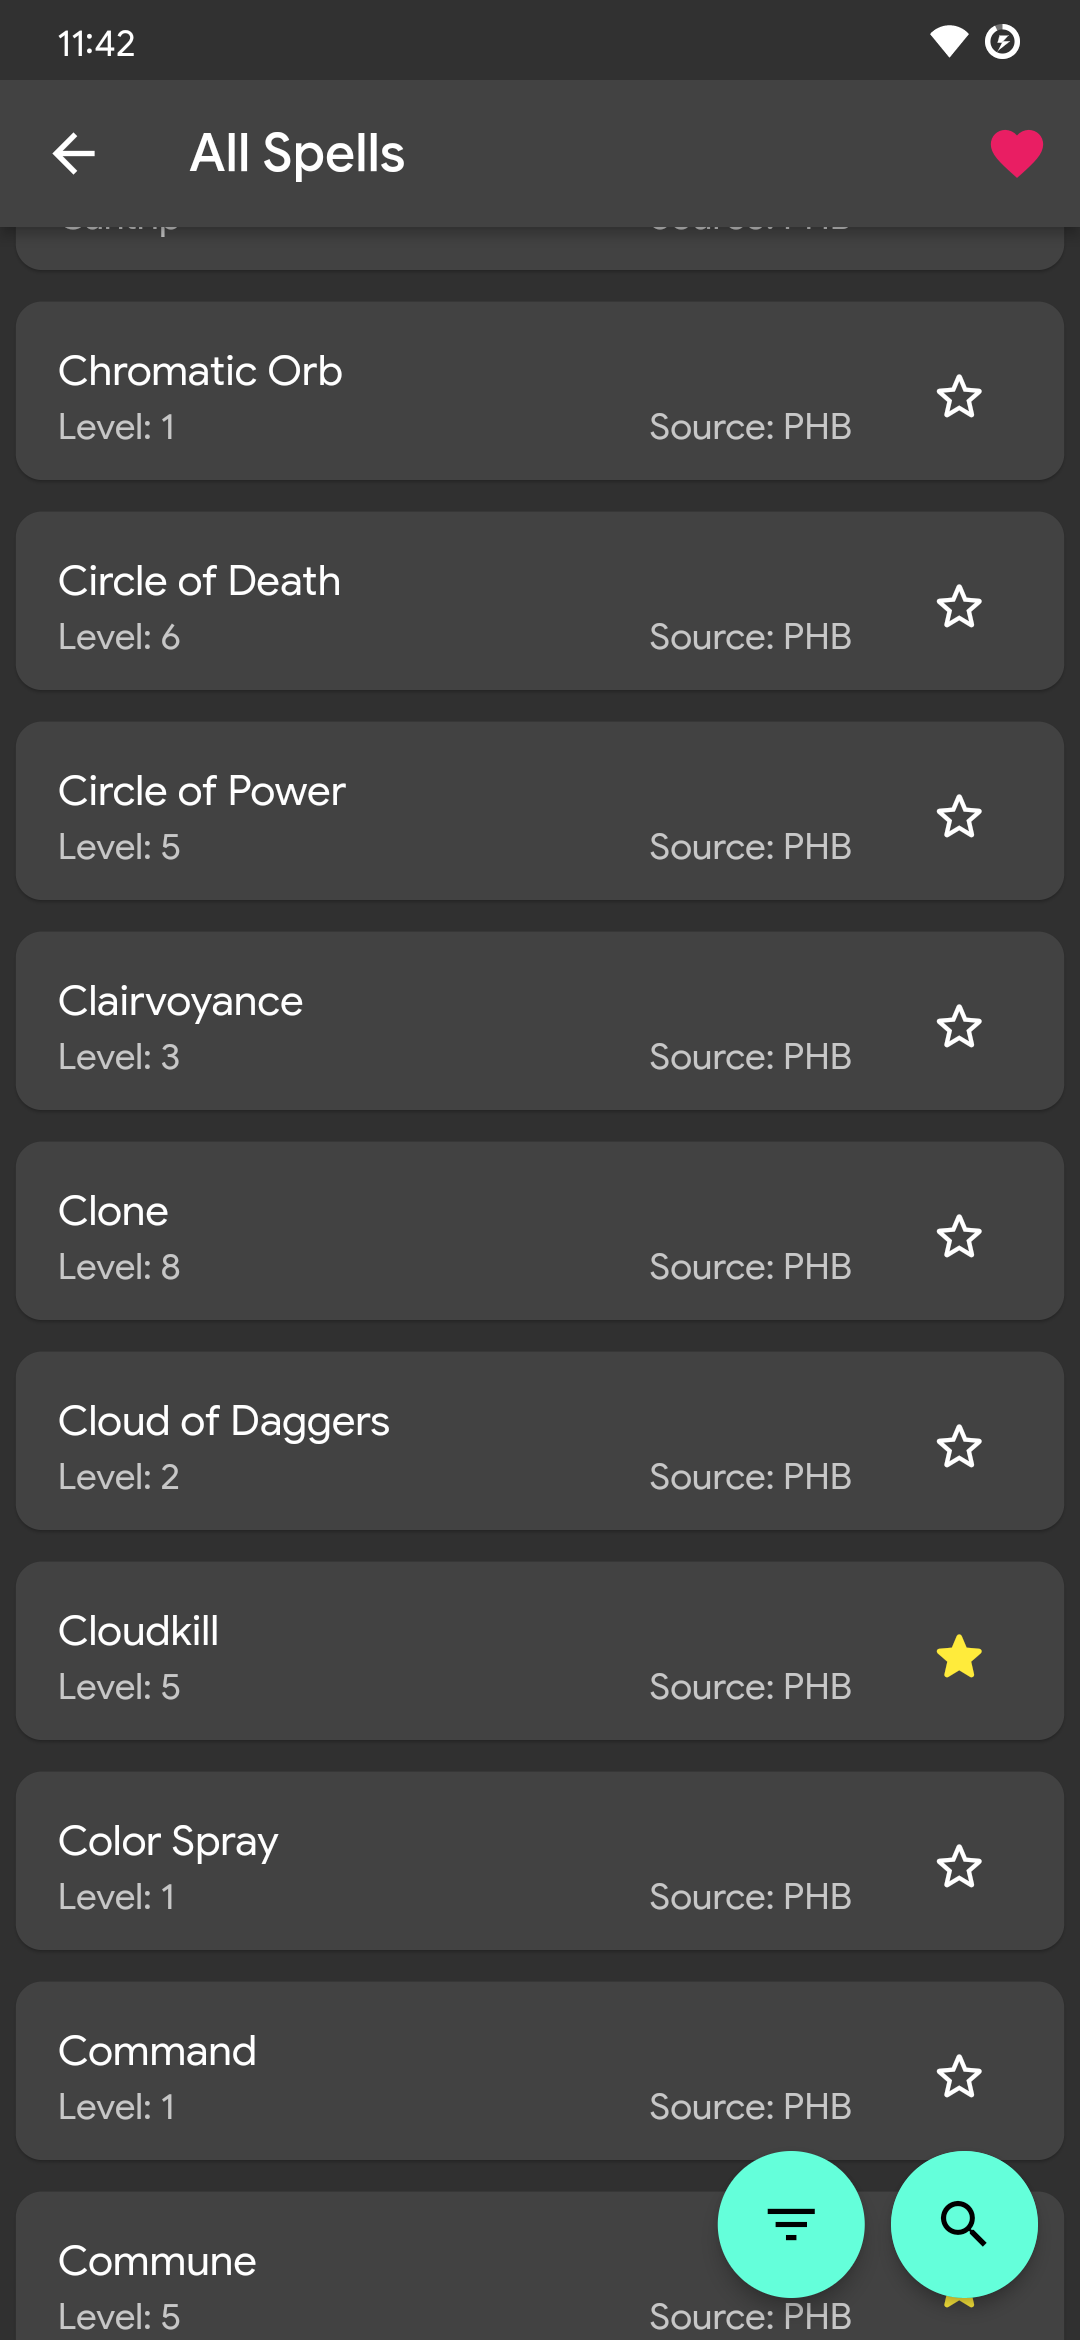 11:42
All Spells
Chromatic Orb
Level: 1 Source: PHB
Circle of Death
Level: 6 Source: PHB
Circle of Power
Level: 5 Source: PHB
Clairvoyance
Level: 3 Source: PHB
Clone
Level: 8 Source: PHB
Cloud of Daggers
Level: 2 Source: PHB
Cloudkill
Level: 5 Source: PHB
Color Spray
Level: 1 Source: PHB
Command
Level: 1 Source: PHB
Commune
Level: 5 Source: PHB